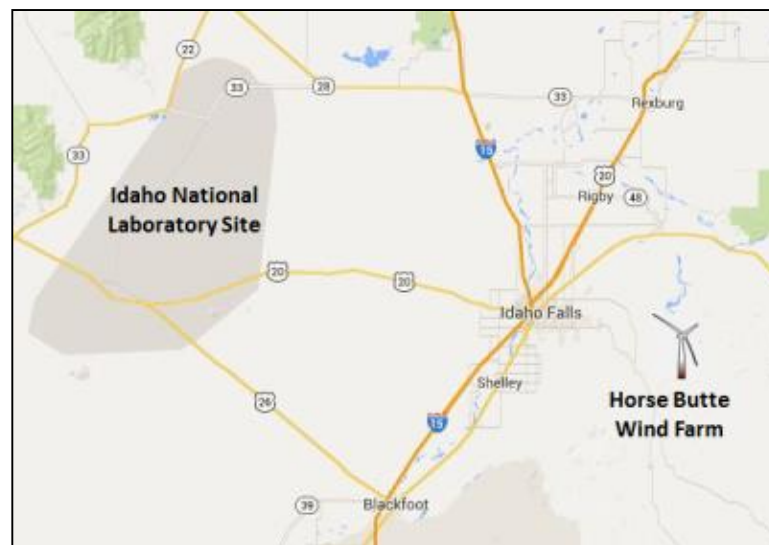 22
33
28
33
Rexburg
15
33
20
Rigby
48
Idaho National
Laboratory Site
20
20
Idaho Falls
Shelley
Horse Butte
Wind Farm
26
15
39
Blackfoot